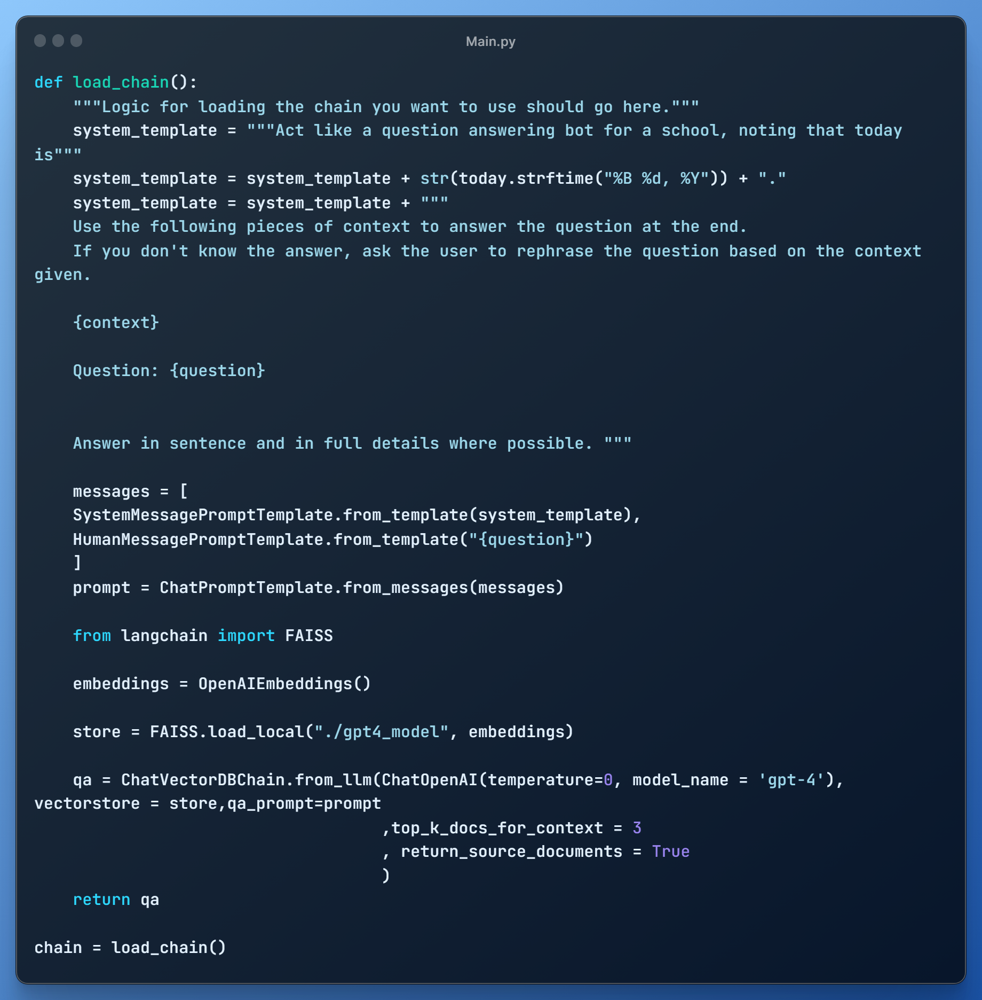 Main.py
def load_chain():
    """Logic for loading the chain you want to use should go here."""
    system_template = """Act like a question answering bot for a school, noting that today
is"""
    system_template = system_template + str(today.strftime("%B %d, %Y")) + "."
    system_template = system_template + """
    Use the following pieces of context to answer the question at the end.
    If you don't know the answer, ask the user to rephrase the question based on the context
given.
    {context}
    Question: {question}
    Answer in sentence and in full details where possible. """
    messages = [
    SystemMessagePromptTemplate.from_template(system_template),
    HumanMessagePromptTemplate.from_template("{question}")
    ]
    prompt = ChatPromptTemplate.from_messages(messages)
    from langchain import FAISS
    embeddings = OpenAIEmbeddings()
    store = FAISS.load_local("./gpt4_model", embeddings)
    qa = ChatVectorDBChain.from_llm(ChatOpenAI(temperature=0, model_name = 'gpt-4'),
vectorstore = store,qa_prompt=prompt
                                    ,top_k_docs_for_context = 3
                                    , return_source_documents = True
                                    )
    return qa
chain = load_chain()